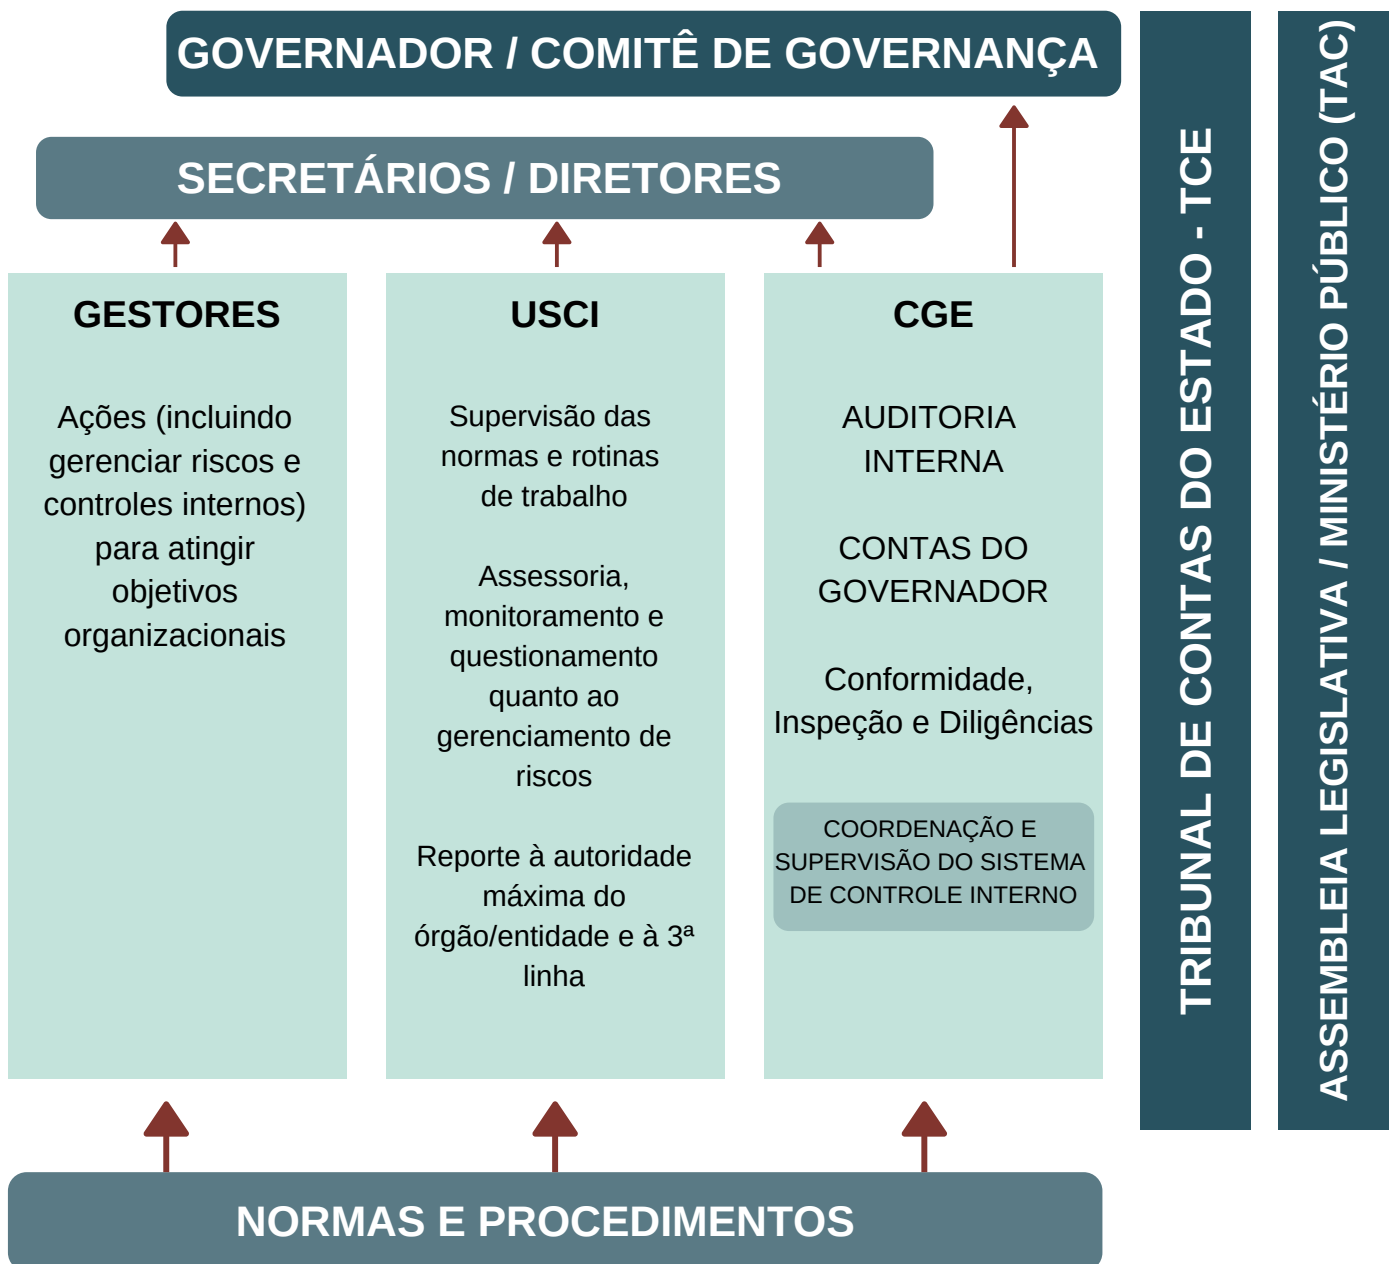 GOVERNADOR / COMITÊ DE GOVERNANÇA
SECRETÁRIOS / DIRETORES
GESTORES
Ações (incluindo
gerenciar riscos e
controles internos)
para atingir
objetivos
organizacionais
USCI
Supervisão das
normas e rotinas
de trabalho
Assessoria,
monitoramento e
questionamento
quanto ao
gerenciamento de
riscos
Reporte à autoridade
máxima do
órgão/entidade e à 3ª
linha
CGE
AUDITORIA
INTERNA
CONTAS DO
GOVERNADOR
Conformidade,
Inspeção e Diligências
COORDENAÇÃO E
SUPERVISÃO DO SISTEMA
DE CONTROLE INTERNO
NORMAS E PROCEDIMENTOS
TRIBUNAL DE CONTAS DO ESTADO - TCE
ASSEMBLEIA LEGISLATIVA / MINISTÉRIO PÚBLICO (TAC)